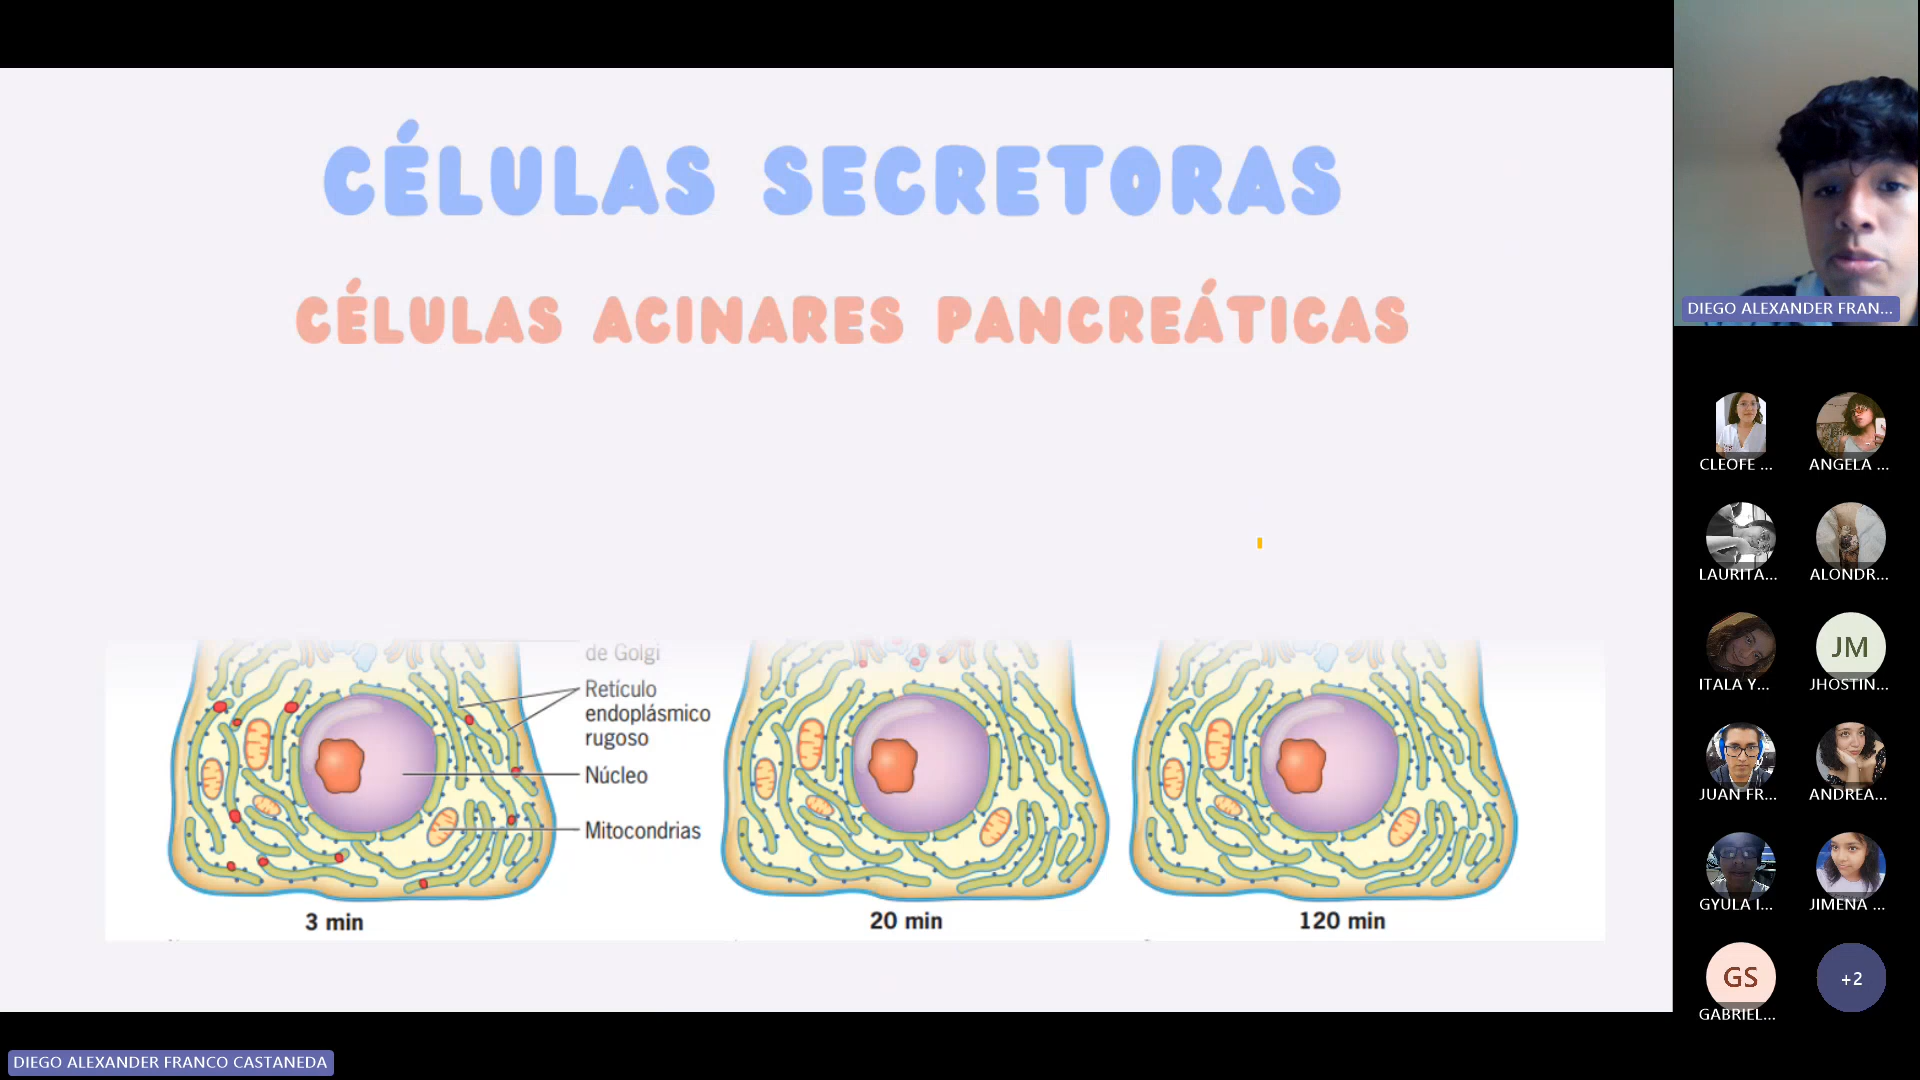 CÉLULAS SECRETORAS
CÉLULAS ACINARES PANCREÁTICAS
de Golgi
Retículo
endoplásmico
rugoso
Núcleo
Mitocondrias
3 min
20 min
120 min
DIEGO ALEXANDER FRAN...
CLEOFE ...
ANGELA ...
LAURITA...
ALONDR...
ITALA Y...
JM
JHOSTIN...
JUAN FR...
ANDREA...
GYULA I...
JIMENA ...
GS
GABRIEL...
+2
DIEGO ALEXANDER FRANCO CASTANEDA